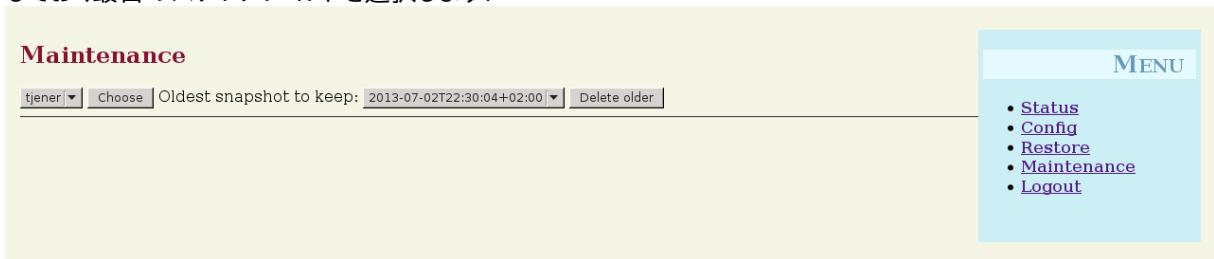 Maintenance
tjener Choose Oldest snapshot to keep: 2013-07-02T22:30:04+02:00 Delete older
MENU
Status
Config
Restore
Maintenance
Logout